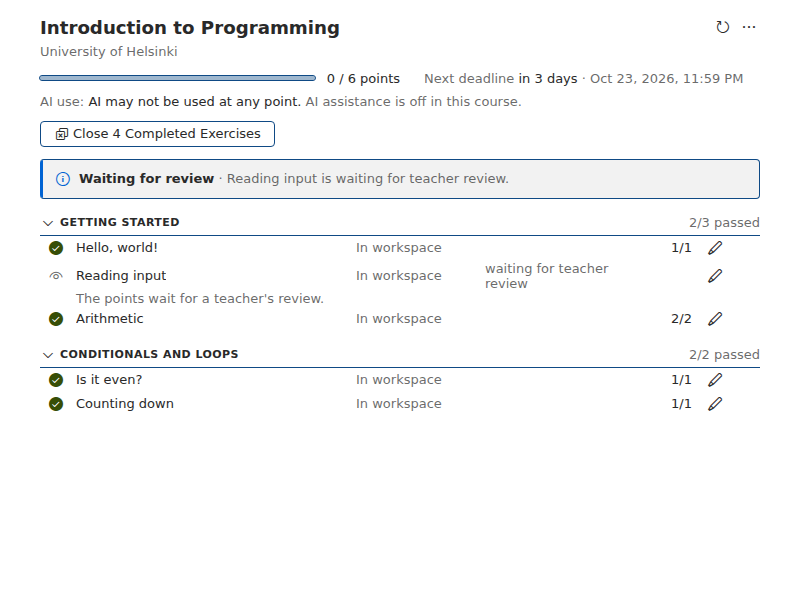 Introduction to Programming
University of Helsinki
0 / 6 points Next deadline in 3 days · Oct 23, 2026, 11:59 PM
AI use: AI may not be used at any point. AI assistance is off in this course.
Close 4 Completed Exercises
Waiting for review · Reading input is waiting for teacher review.
GETTING STARTED 2/3 passed
Hello, world! In workspace 1/1
Reading input In workspace waiting for teacher review
The points wait for a teacher's review.
Arithmetic In workspace 2/2
CONDITIONALS AND LOOPS 2/2 passed
Is it even? In workspace 1/1
Counting down In workspace 1/1